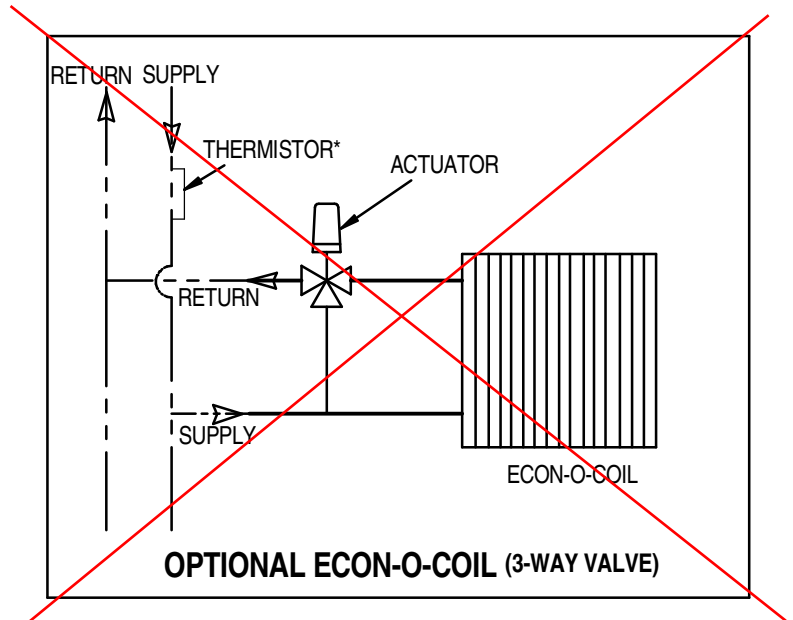 RETURN SUPPLY
THERMISTOR*
ACTUATOR
RETURN
SUPPLY
ECON-O-COIL
OPTIONAL ECON-O-COIL (3-WAY VALVE)